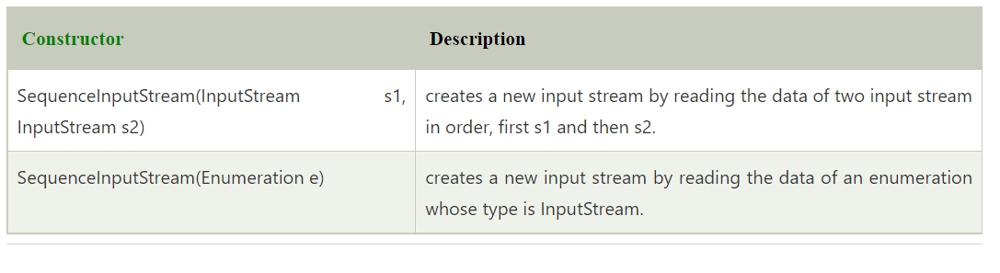 Constructor Description
SequenceInputStream(InputStream s1,
InputStream s2)
creates a new input stream by reading the data of two input stream
in order, first s1 and then s2.
SequenceInputStream(Enumeration e)
creates a new input stream by reading the data of an enumeration
whose type is InputStream.